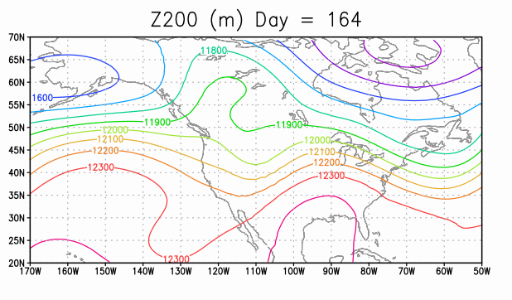 Z200 (m) Day = 164
70N
65N
60N
55N
50N
45N
40N
35N
30N
25N
20N
11800
1600
11900
11900
12000
12100
12200
12300
12000
12100
12200
12300
12300
170W 160W 150W 140W 130W 120W 110W 100W 90W 80W 70W 60W 50W